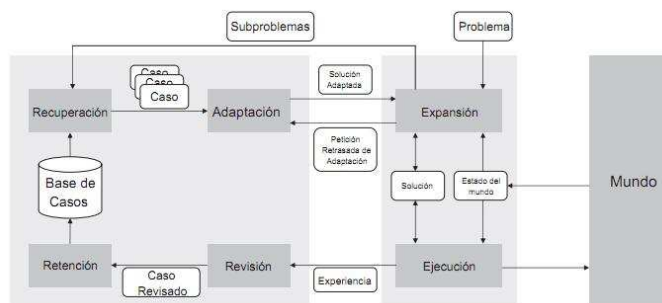 Subproblemas
Problema
Caso
Caso
Caso
Solución
Adaptada
Recuperación
Adaptación
Expansión
Petición
Retrasada de
Adaptación
Base de
Casos
Solución
Estado del
mundo
Mundo
Retención
Caso
Revisado
Revisión
Experiencia
Ejecución